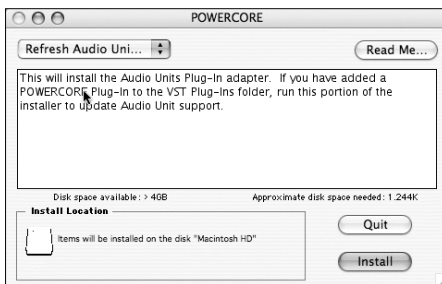 POWERCORE
Refresh Audio Uni...
Read Me...
This will install the Audio Units Plug-In adapter. If you have added a
POWERCORE Plug-In to the VST Plug-Ins folder, run this portion of the
installer to update Audio Unit support.
Disk space available: > 4GB
Approximate disk space needed: 1.244K
Install Location
Items will be installed on the disk "Macintosh HD"
Quit
Install